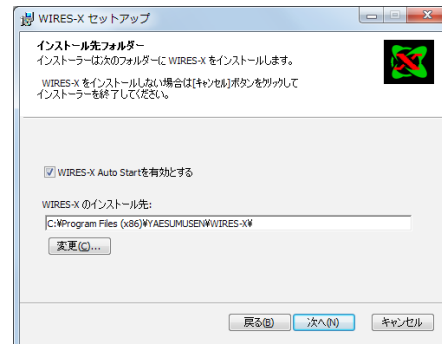 WIRES-X セットアップ
インストール先フォルダー
インストーラーは次のフォルダーに WIRES-X をインストールします。
WIRES-X をインストールしない場合は[キャンセル]ボタンをクリックして
インストーラーを終了してください。
WIRES-X Auto Startを有効とする
WIRES-X のインストール先:
C:¥Program Files (x86)¥YAESUMUSEN¥WIRES-X¥
変更(C)...
戻る(B) 次へ(N) キャンセル